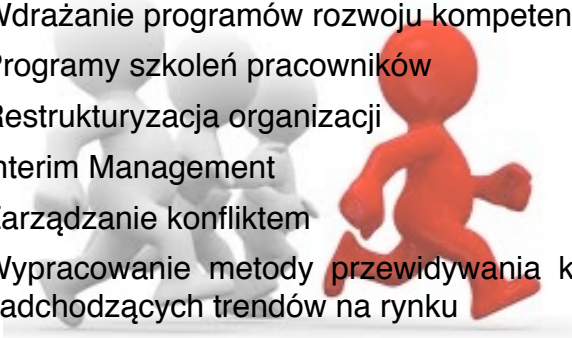 Wdrażanie programów rozwoju kompeten
Programy szkoleń pracowników
Restrukturyzacja organizacji
nterim Management
Zarządzanie konfliktem
Wypracowanie metody przewidywania k
adchodzących trendów na rynku